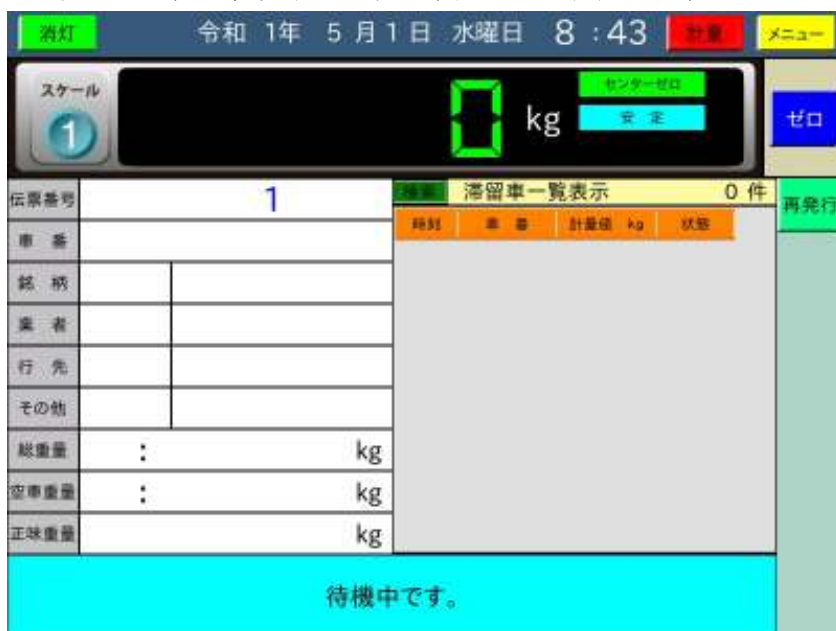 消灯 令和 1年 5月1日 水曜日 8:43 計量 メニュー
スケール 1 0 kg センターゼロ 安定 ゼロ
伝票番号 1 検索 滞留車一覧表示 0件 再発行
時刻 車番 計量値 kg 状態
車番
銘柄
業者
行先
その他
総重量 : kg
空車重量 : kg
正味重量 kg
待機中です。